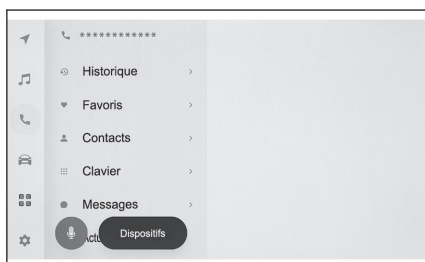 ************
Historique
Favoris
Contacts
Clavier
Messages
Dispositifs